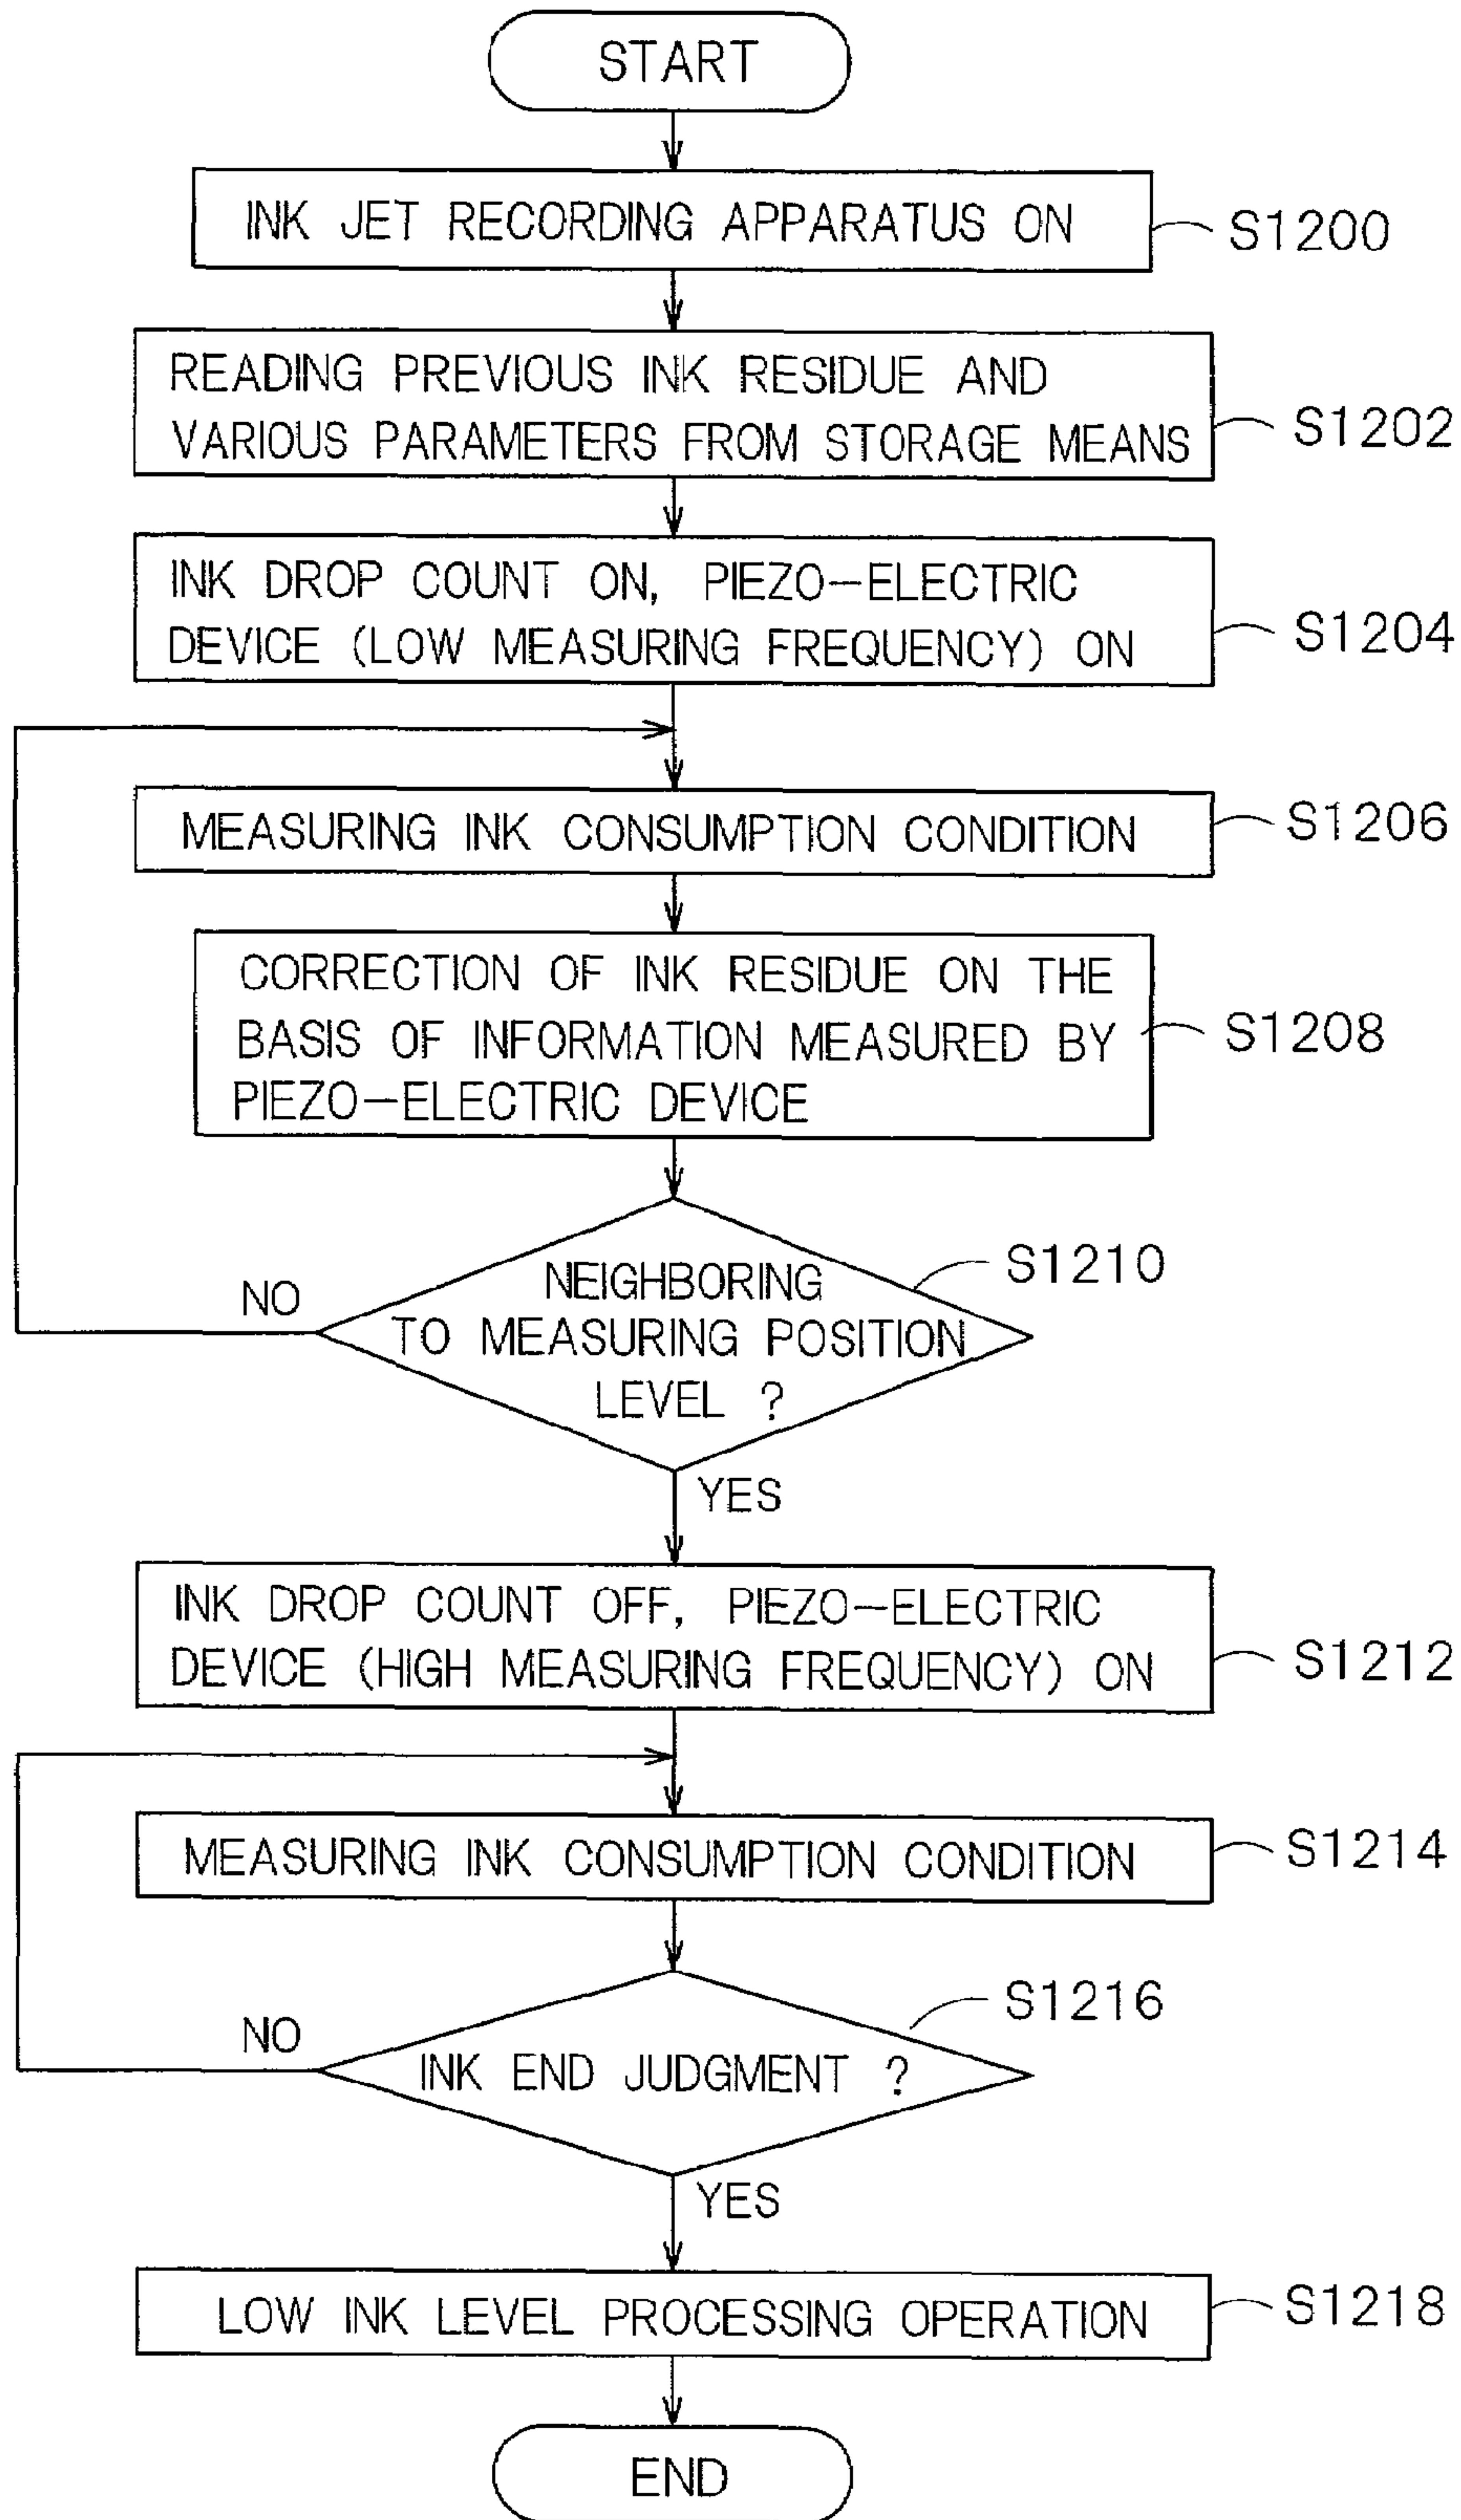 START
INK JET RECORDING APPARATUS ON
S1200
READING PREVIOUS INK RESIDUE AND
VARIOUS PARAMETERS FROM STORAGE MEANS
S1202
INK DROP COUNT ON, PIEZO-ELECTRIC
DEVICE (LOW MEASURING FREQUENCY) ON
S1204
MEASURING INK CONSUMPTION CONDITION
S1206
CORRECTION OF INK RESIDUE ON THE
BASIS OF INFORMATION MEASURED BY
PIEZO-ELECTRIC DEVICE
S1208
NEIGHBORING
TO MEASURING POSITION
LEVEL ?
S1210
NO
YES
INK DROP COUNT OFF, PIEZO-ELECTRIC
DEVICE (HIGH MEASURING FREQUENCY) ON
S1212
MEASURING INK CONSUMPTION CONDITION
S1214
INK END JUDGMENT ?
S1216
NO
YES
LOW INK LEVEL PROCESSING OPERATION
S1218
END